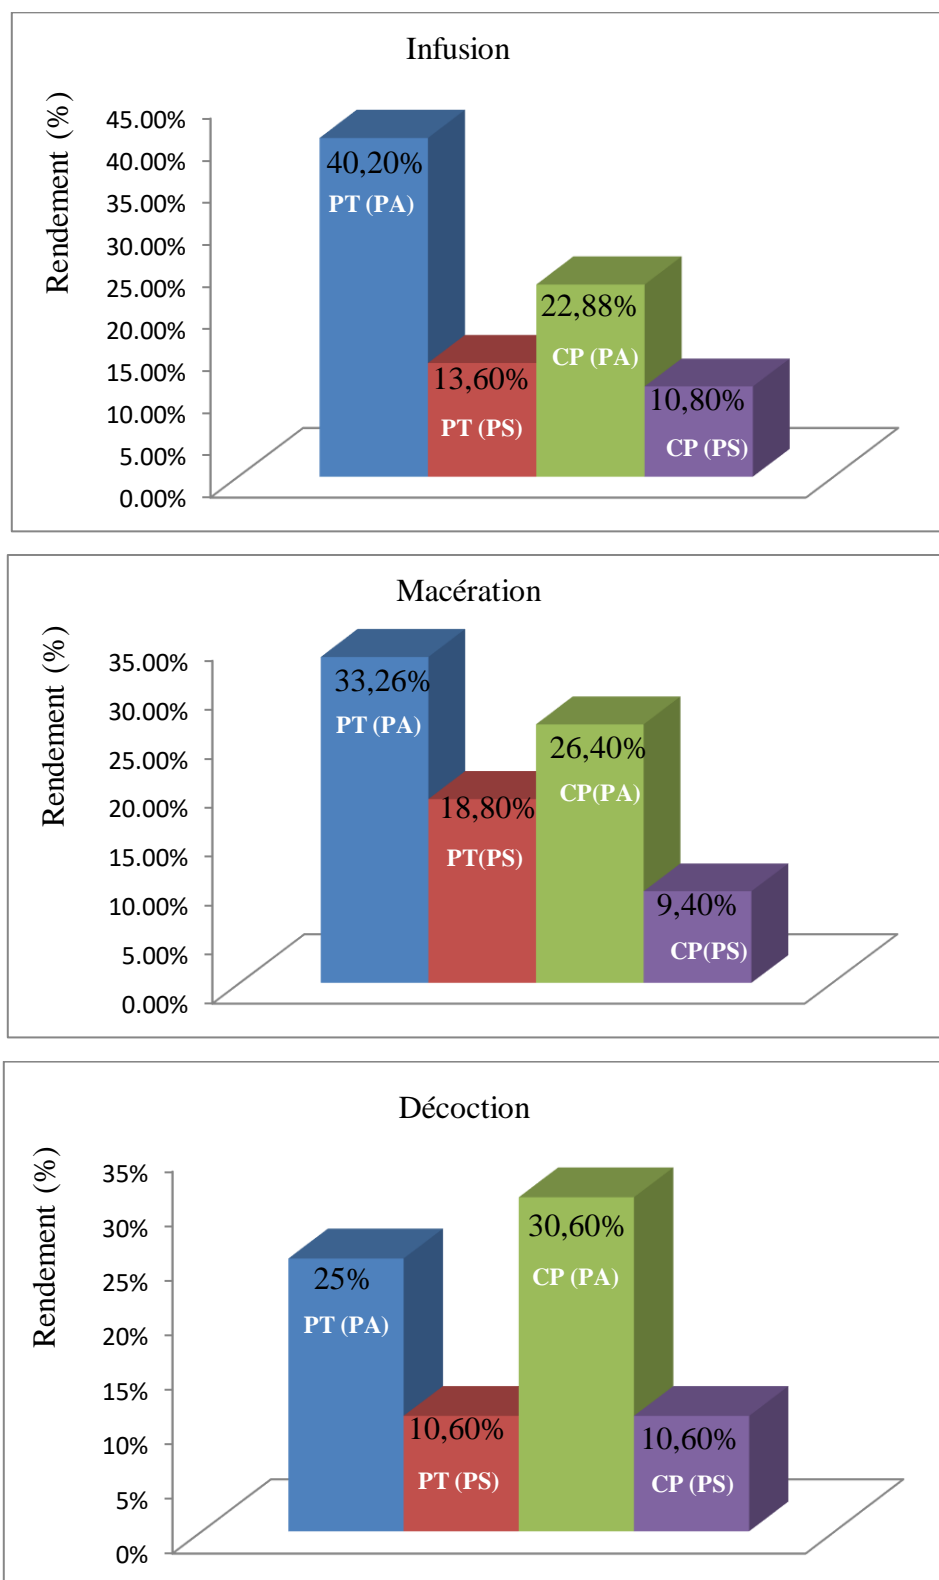 Infusion
Rendement (%)
45.00%
40.00%
35.00%
30.00%
25.00%
20.00%
15.00%
10.00%
5.00%
0.00%
40,20%
PT (PA)
13,60%
PT (PS)
22,88%
CP (PA)
10,80%
CP (PS)
Macération
Rendement (%)
35.00%
30.00%
25.00%
20.00%
15.00%
10.00%
5.00%
0.00%
33,26%
PT (PA)
18,80%
PT(PS)
26,40%
CP(PA)
9,40%
CP(PS)
Décoction
Rendement (%)
35%
30%
25%
20%
15%
10%
5%
0%
25%
PT (PA)
10,60%
PT (PS)
30,60%
CP (PA)
10,60%
CP (PS)